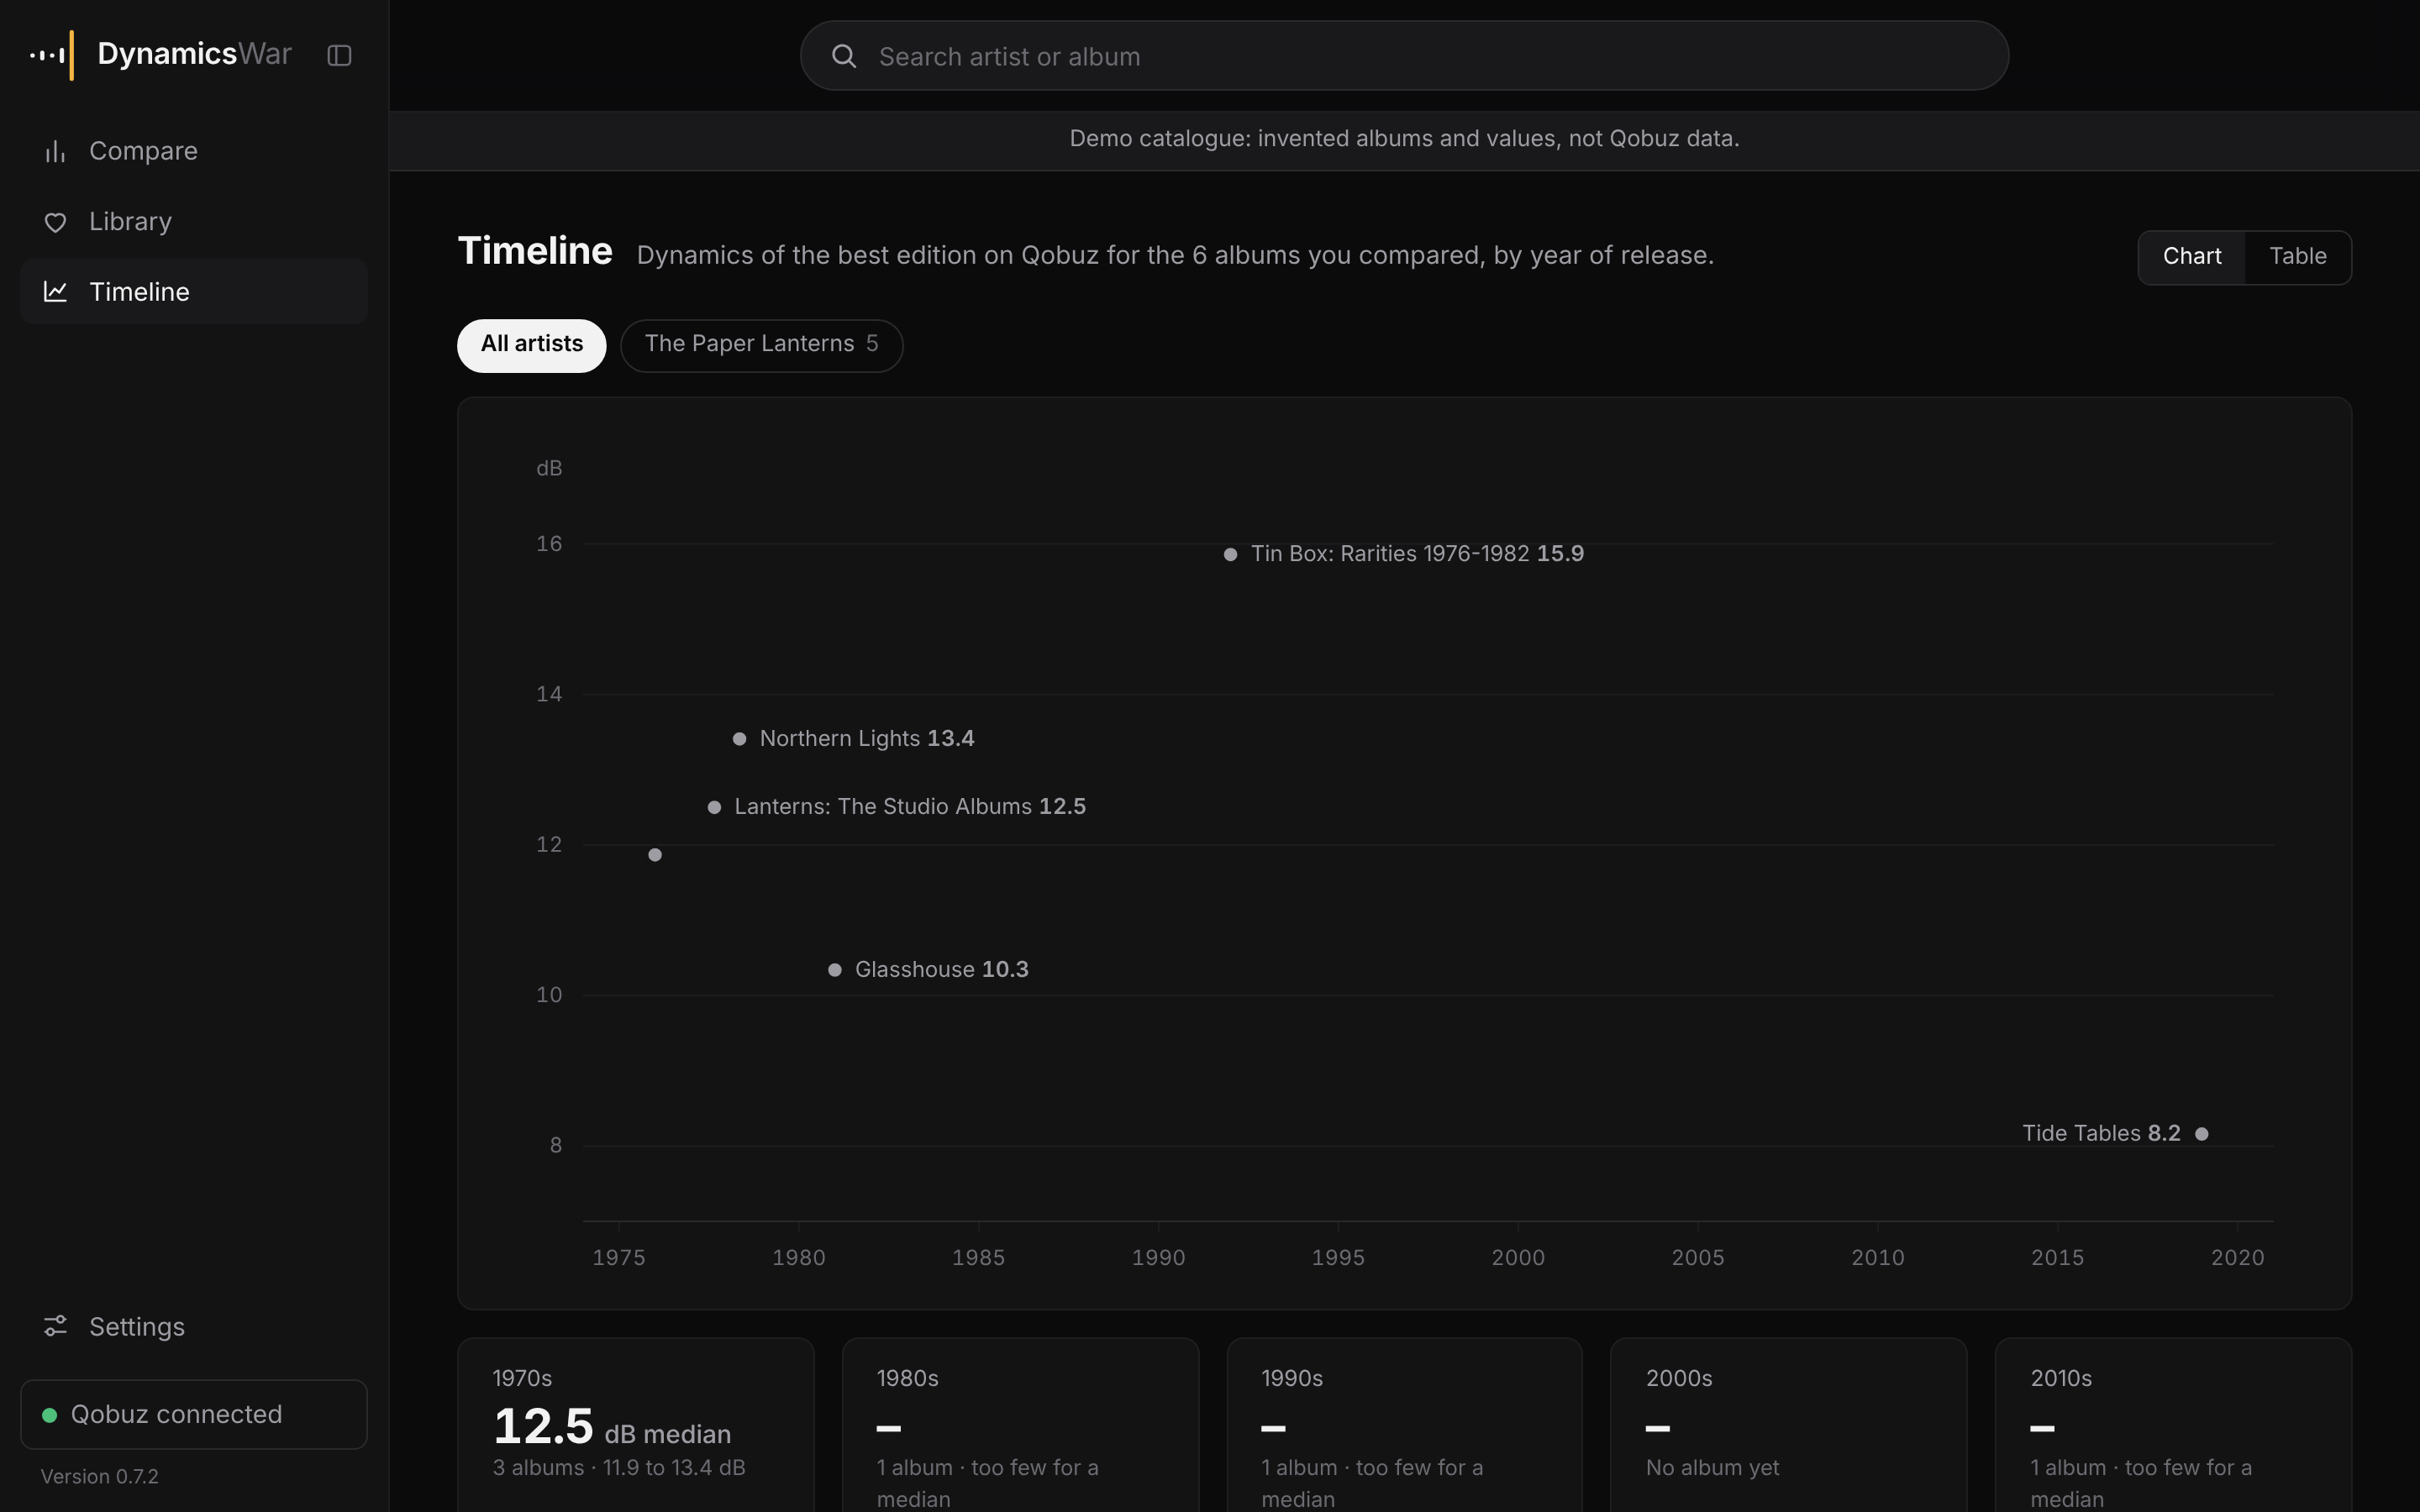 DynamicsWar
Search artist or album
Compare
Library
Timeline
Demo catalogue: invented albums and values, not Qobuz data.
Timeline Dynamics of the best edition on Qobuz for the 6 albums you compared, by year of release.
Chart Table
All artists The Paper Lanterns 5
dB
16
Tin Box: Rarities 1976-1982 15.9
14
Northern Lights 13.4
Lanterns: The Studio Albums 12.5
12
Glasshouse 10.3
10
Tide Tables 8.2
8
1975 1980 1985 1990 1995 2000 2005 2010 2015 2020
1970s
12.5 dB median
3 albums · 11.9 to 13.4 dB
1980s
–
1 album · too few for a
median
1990s
–
1 album · too few for a
median
2000s
–
No album yet
2010s
–
1 album · too few for a
median
Settings
Qobuz connected
Version 0.7.2